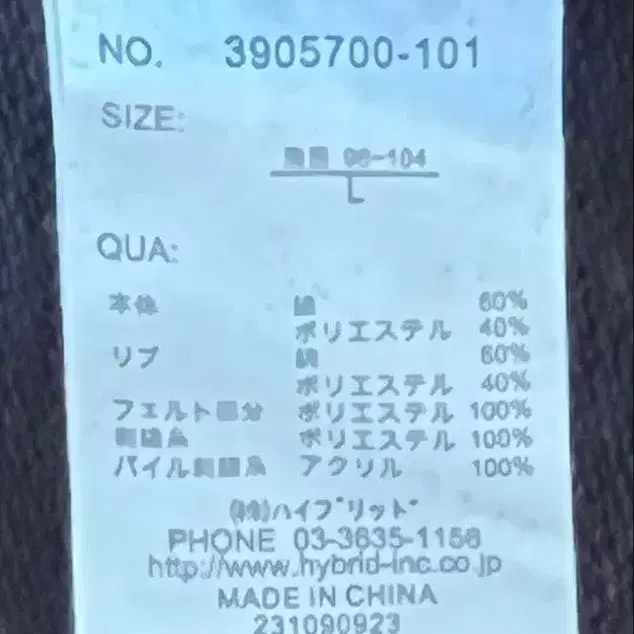 NO. 3905700-101
SIZE:
胸囲 96-104
L
QUA:
本体 綿 60%
ポリエステル 40%
リブ 綿 60%
ポリエステル 40%
フェルト部分 ポリエステル 100%
刺繍糸 ポリエステル 100%
パイル刺繍糸 アクリル 100%
(株)ハイブリット゛
PHONE 03-3635-1158
http://www.hybrid-inc.co.jp
MADE IN CHINA
231090923